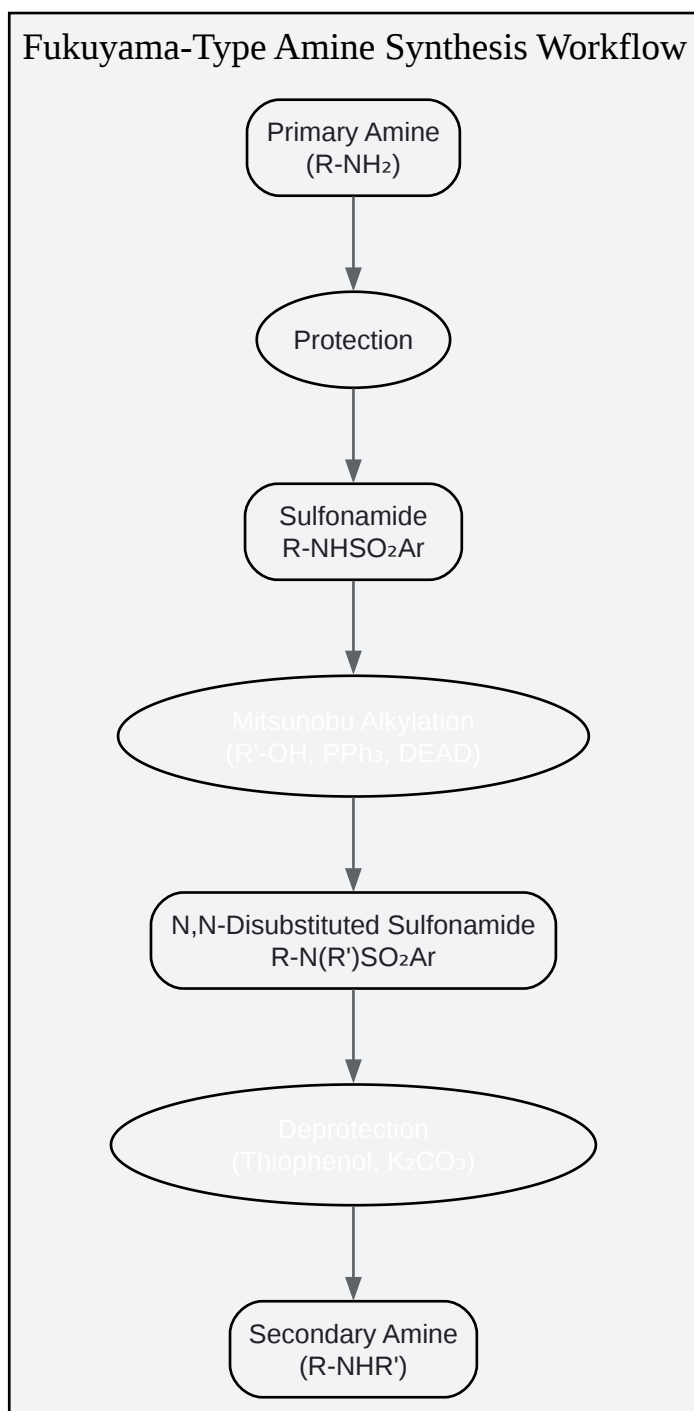 Fukuyama-Type Amine Synthesis Workflow
Primary Amine
(R-NH₂)
Protection
Sulfonamide
R-NHSO₂Ar
Mitsunobu Alkylation
(R'-OH, PPh₃, DEAD)
N,N-Disubstituted Sulfonamide
R-N(R')SO₂Ar
Deprotection
(Thiophenol, K₂CO₃)
Secondary Amine
(R-NHR')